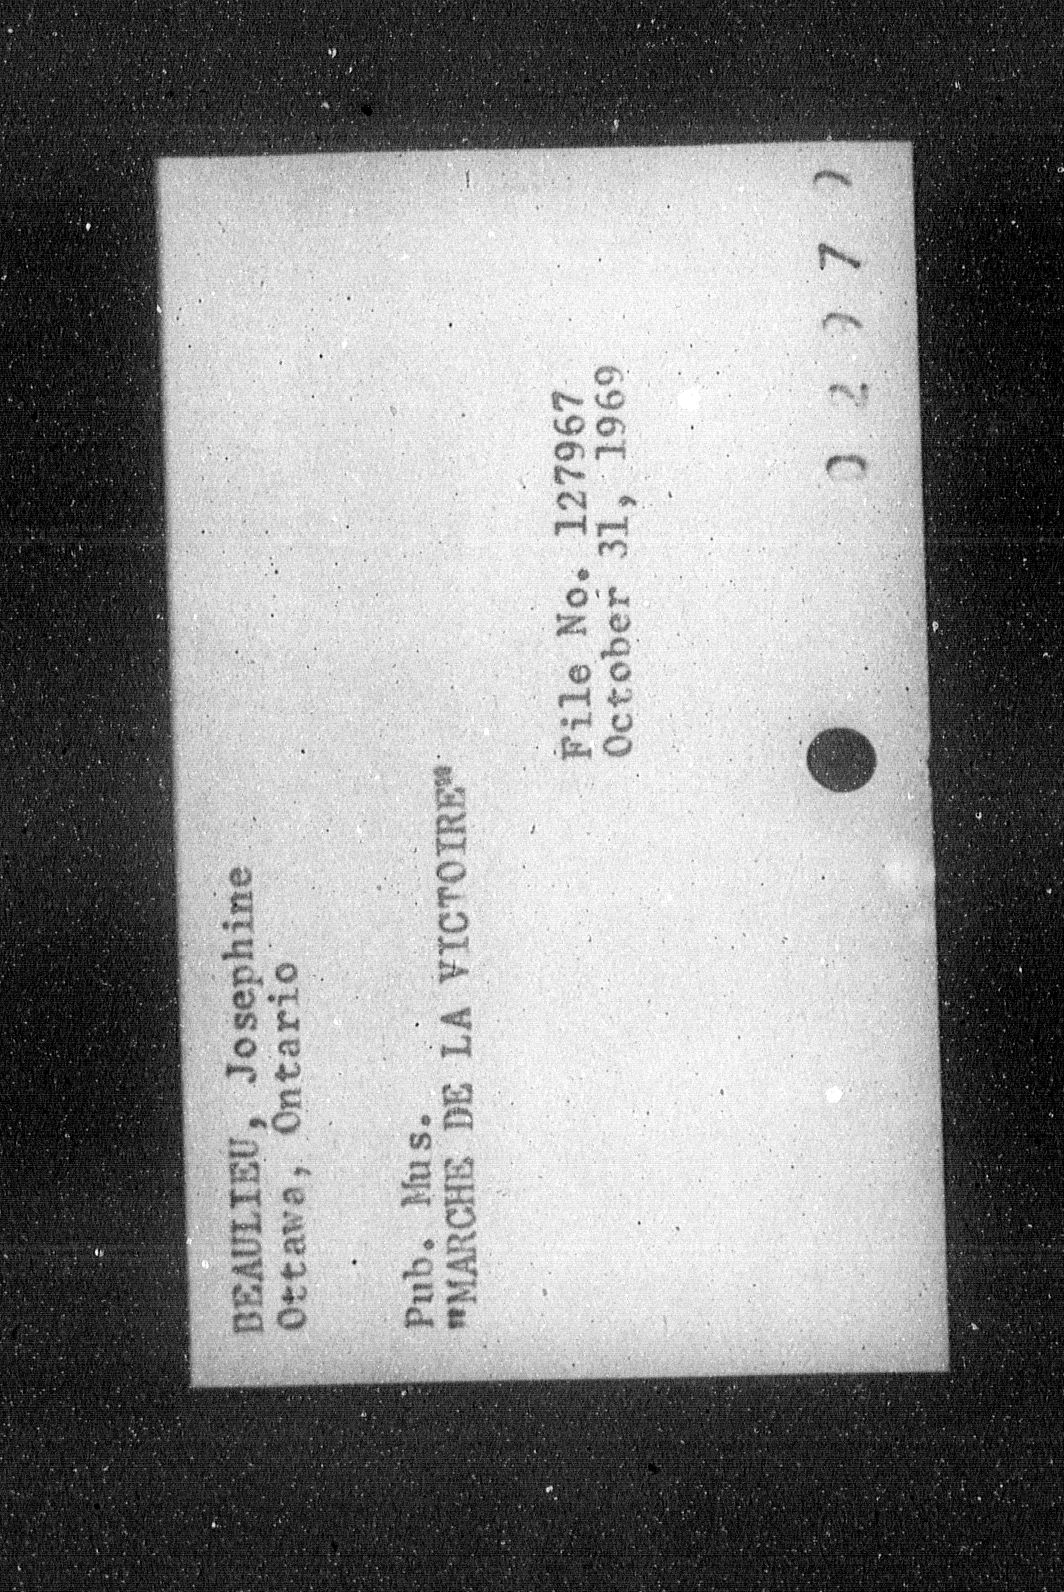 BEAULIEU, Josephine
Ottawa, Ontario
Pub. Mus.
"MARCHE DE LA VICTOIRE"
File No. 127967
October 31, 1969